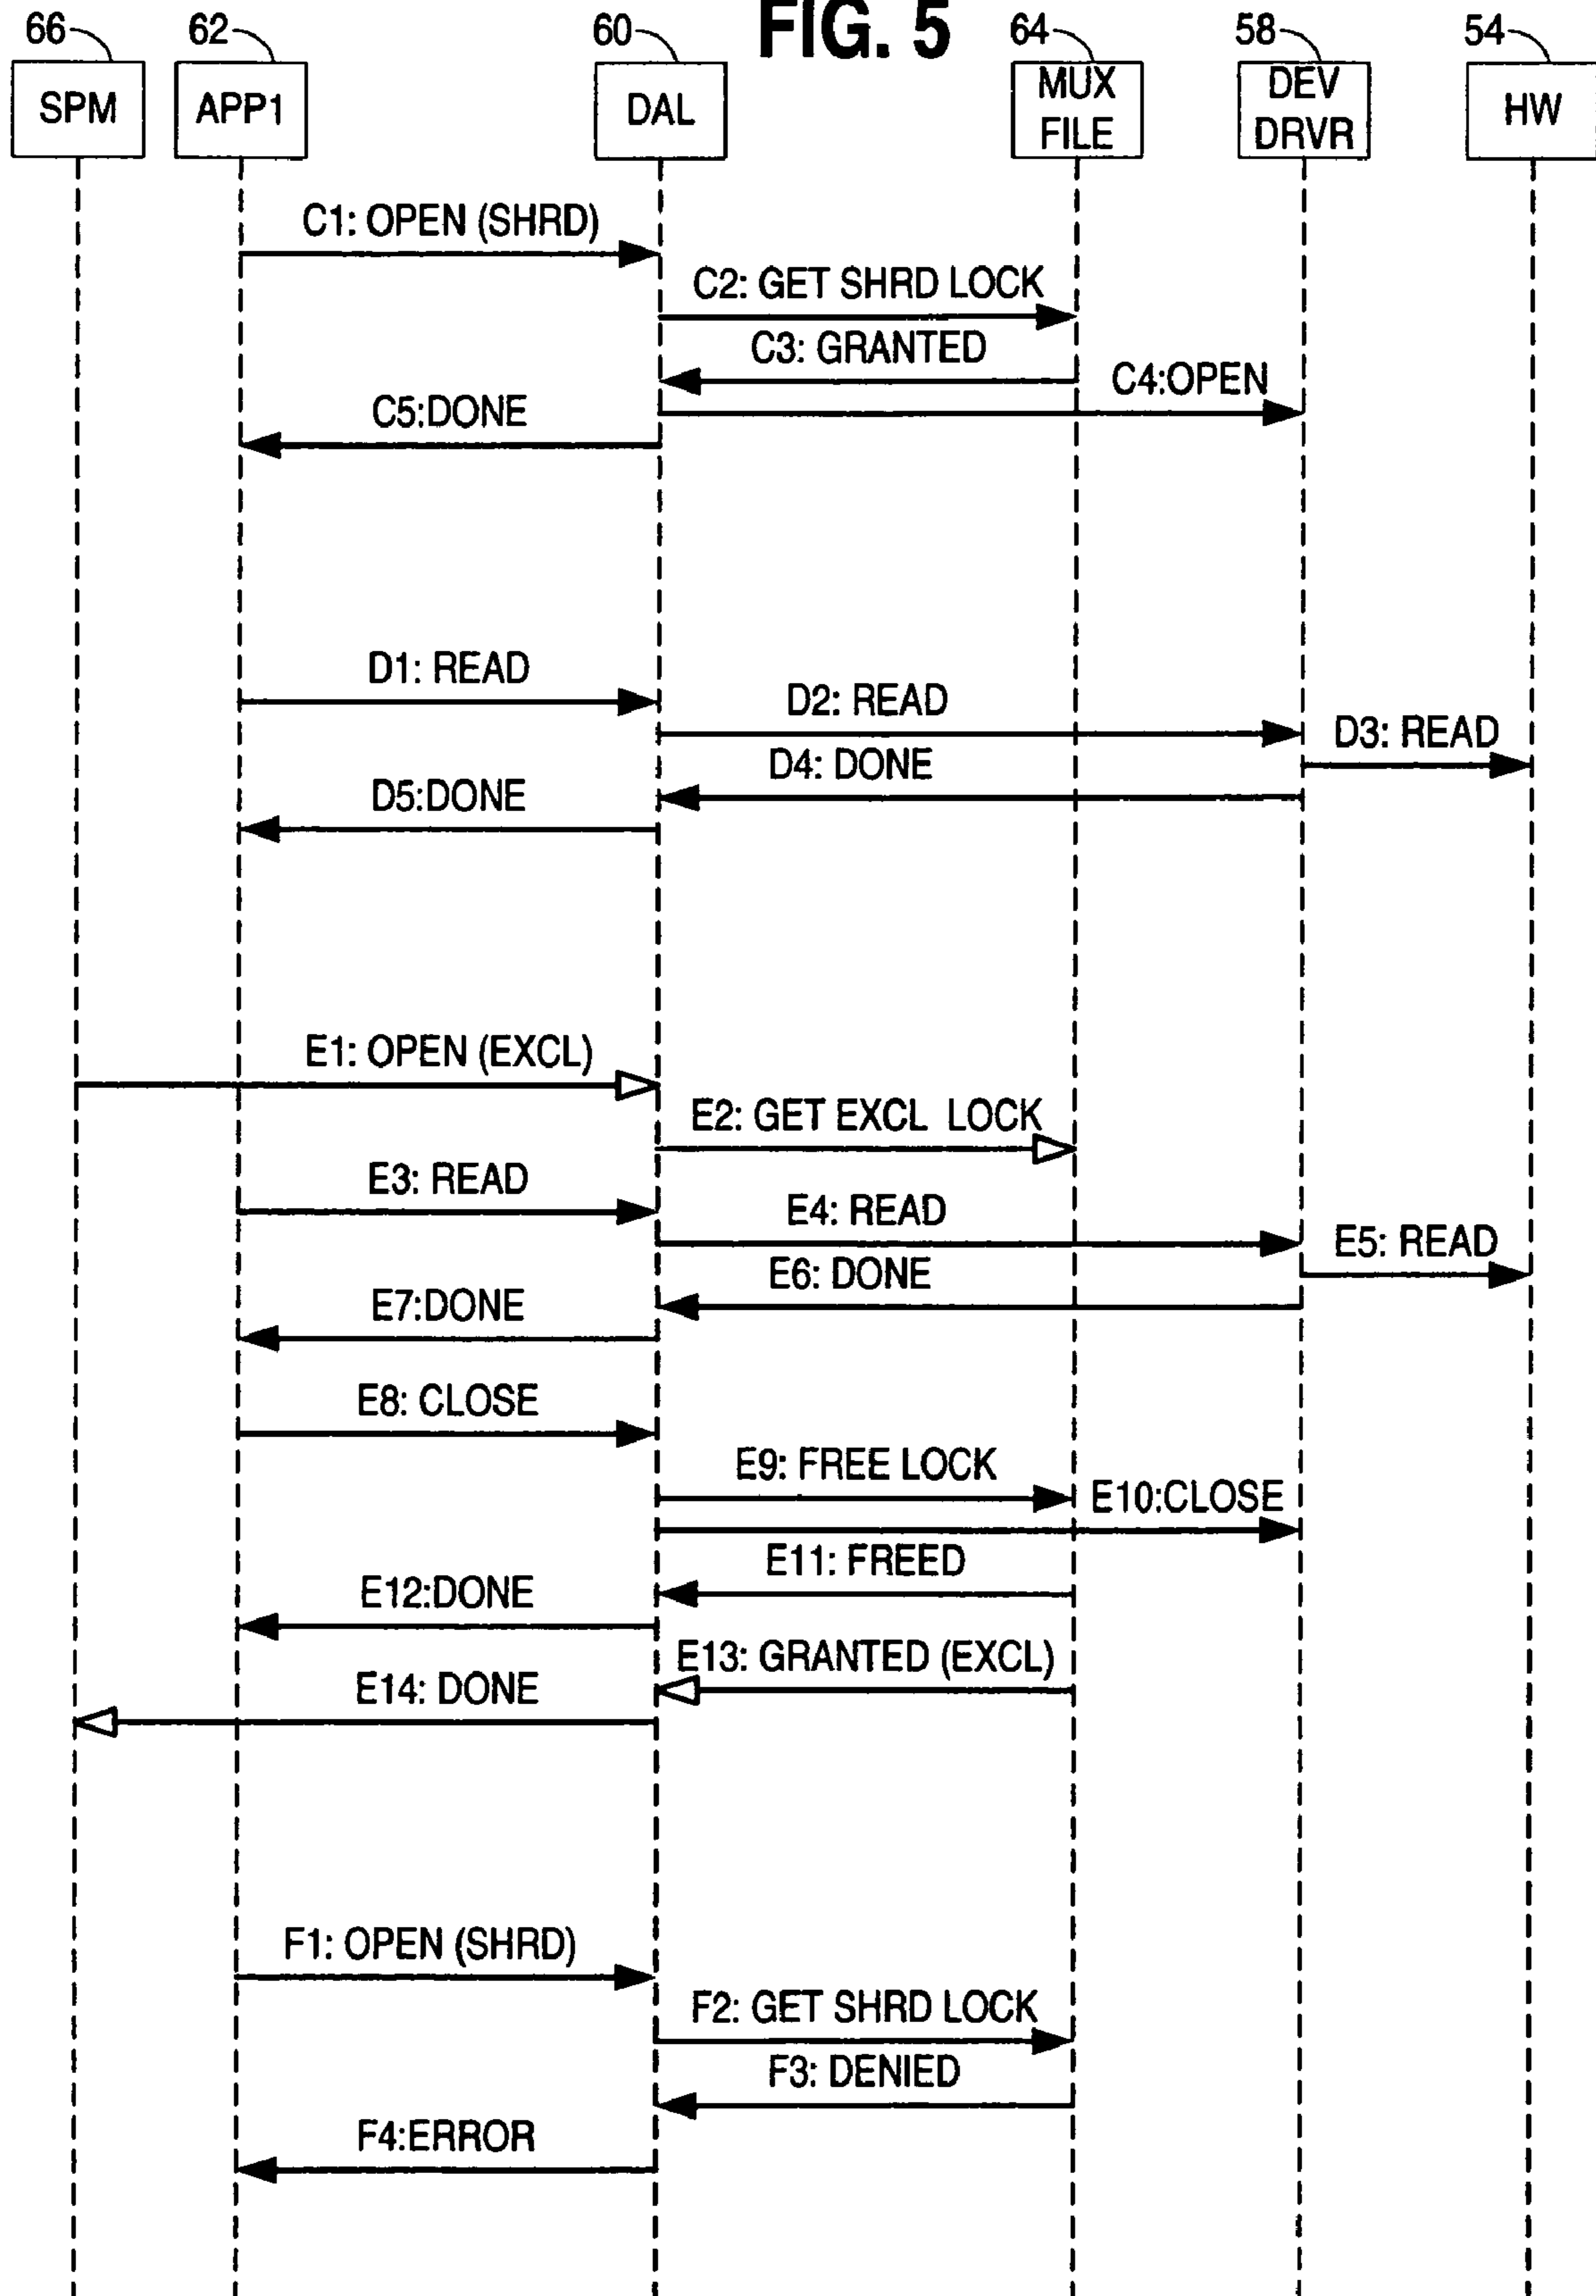 FIG. 5
66 62 60 64 58 54
SPM APP1 DAL MUX FILE DEV DRVR HW
C1: OPEN (SHRD)
C2: GET SHRD LOCK
C3: GRANTED
C4:OPEN
C5:DONE
D1: READ
D2: READ
D3: READ
D4: DONE
D5:DONE
E1: OPEN (EXCL)
E2: GET EXCL LOCK
E3: READ
E4: READ
E5: READ
E6: DONE
E7:DONE
E8: CLOSE
E9: FREE LOCK
E10:CLOSE
E11: FREED
E12:DONE
E13: GRANTED (EXCL)
E14: DONE
F1: OPEN (SHRD)
F2: GET SHRD LOCK
F3: DENIED
F4:ERROR